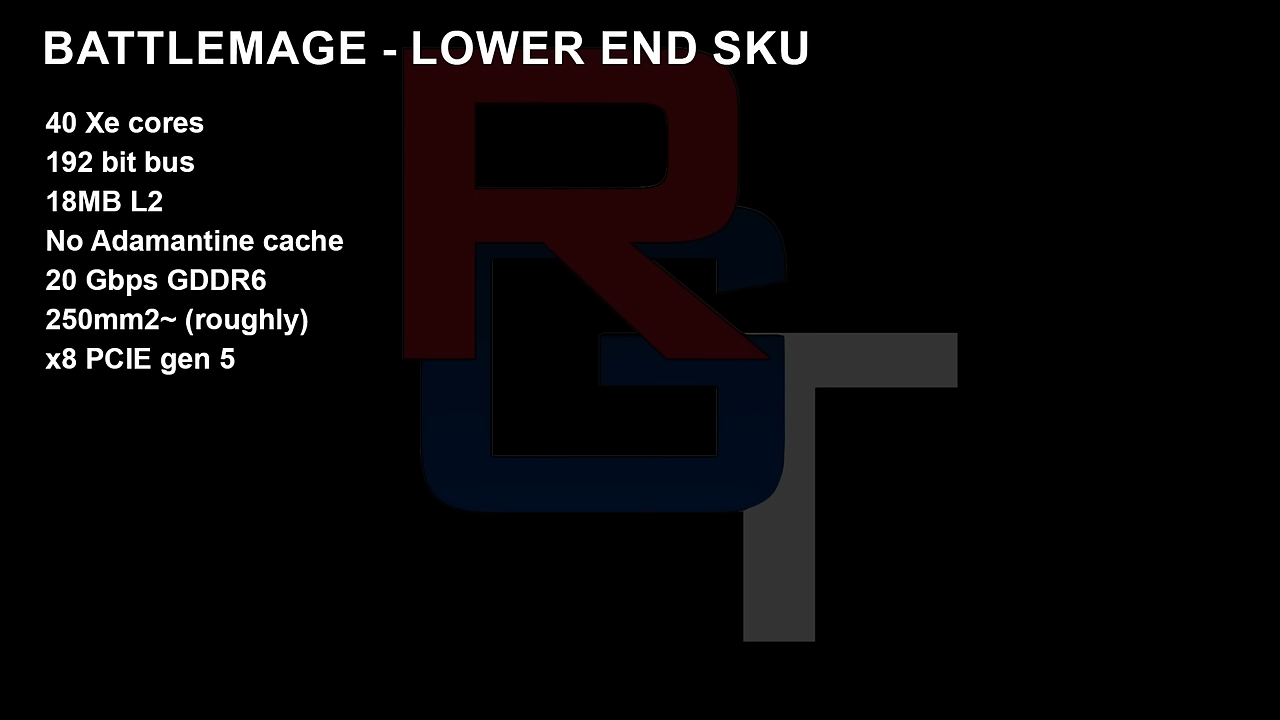 BATTLEMAGE - LOWER END SKU
40 Xe cores
192 bit bus
18MB L2
No Adamantine cache
20 Gbps GDDR6
250mm2~ (roughly)
x8 PCIE gen 5
RGT